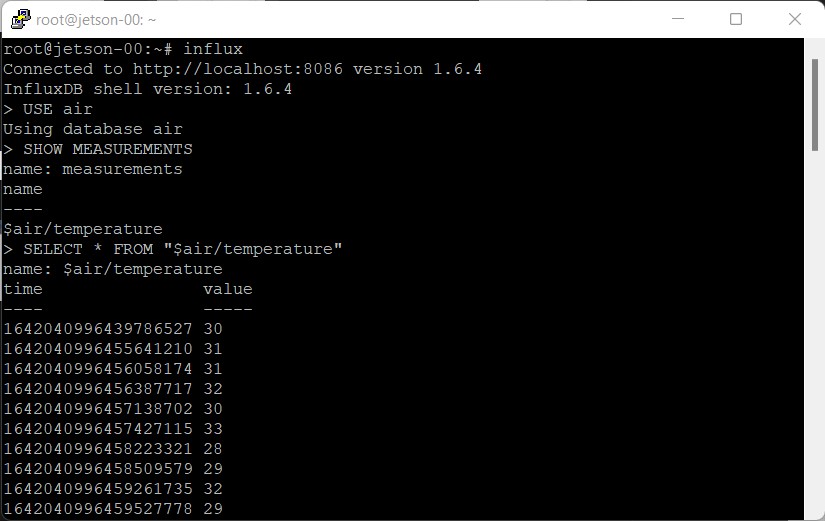 root@jetson-00: ~
root@jetson-00:~# influx
Connected to http://localhost:8086 version 1.6.4
InfluxDB shell version: 1.6.4
> USE air
Using database air
> SHOW MEASUREMENTS
name: measurements
name
----
$air/temperature
> SELECT * FROM "$air/temperature"
name: $air/temperature
time                value
----                -----
1642040996439786527 30
1642040996455641210 31
1642040996456058174 31
1642040996456387717 32
1642040996457138702 30
1642040996457427115 33
1642040996458223321 28
1642040996458509579 29
1642040996459261735 32
1642040996459527778 29